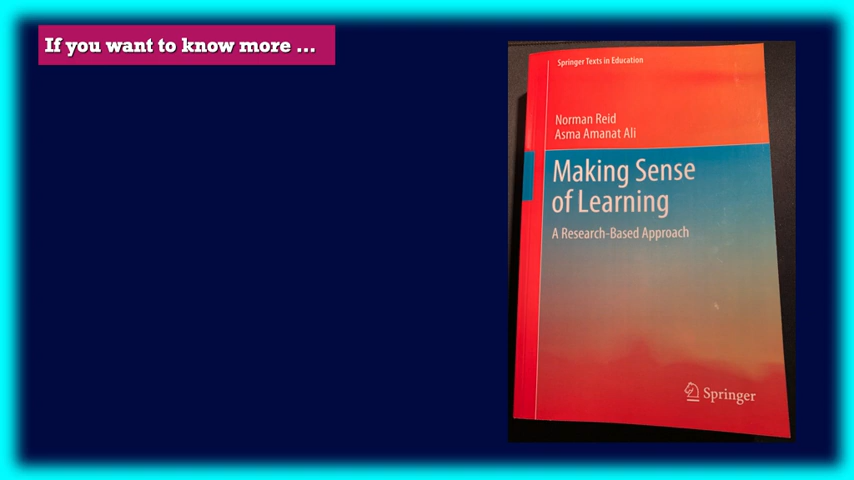 If you want to know more ...
Springer Texts in Education
Norman Reid
Asma Amanat Ali
Making Sense
of Learning
A Research-Based Approach
Springer